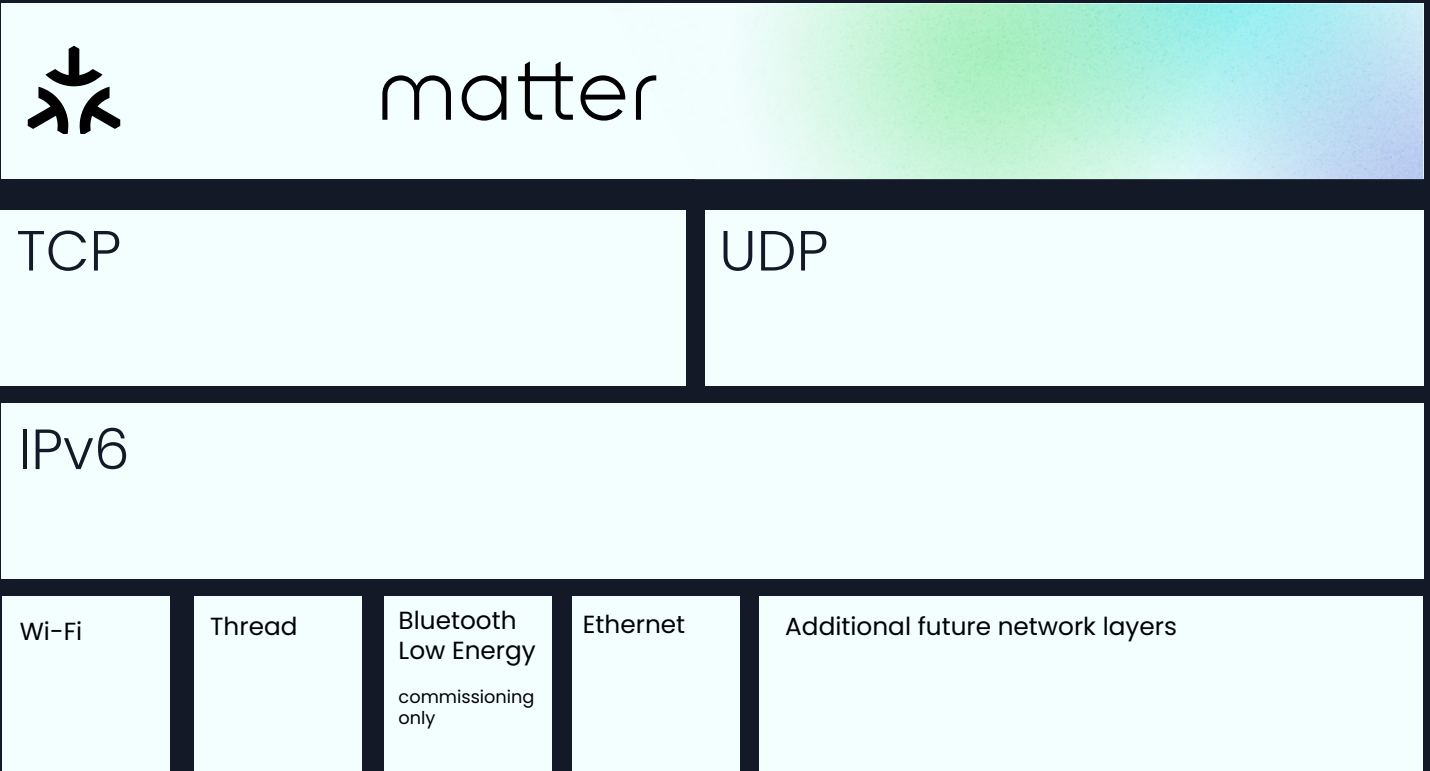 matter
TCP
UDP
IPv6
Wi-Fi
Thread
Bluetooth
Low Energy
commissioning
only
Ethernet
Additional future network layers